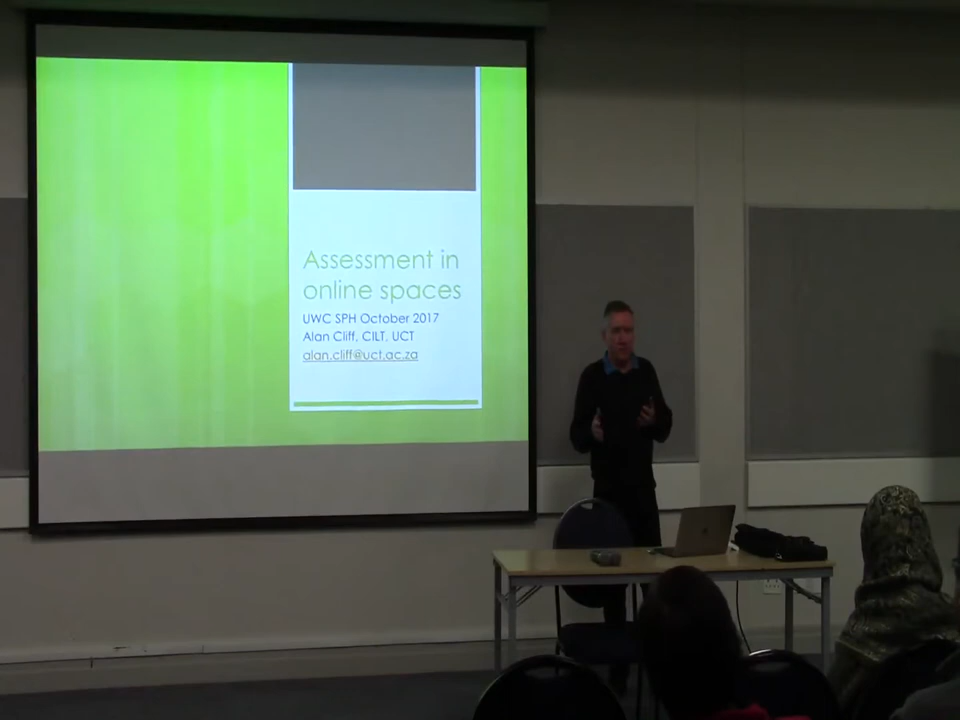 Assessment in
online spaces
UWC SPH October 2017
Alan Cliff, CILT, UCT
alan.cliff@uct.ac.za